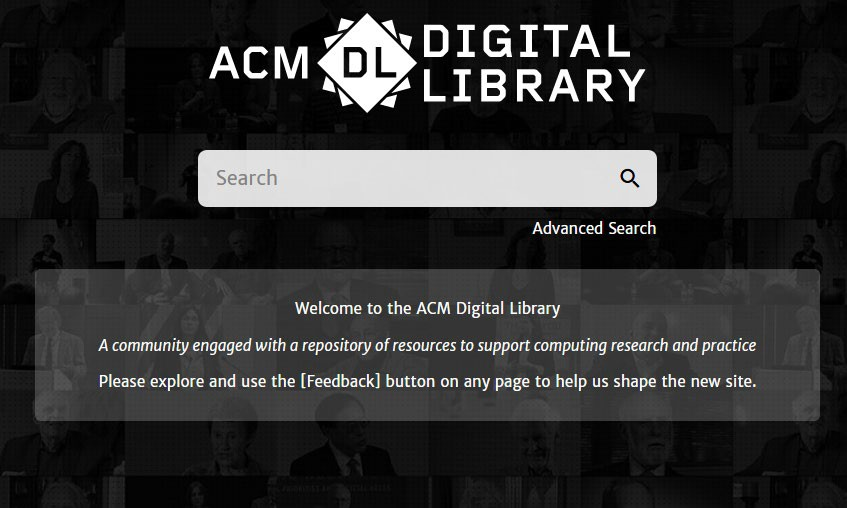 ACM DL DIGITAL
LIBRARY
Search
Advanced Search
Welcome to the ACM Digital Library
A community engaged with a repository of resources to support computing research and practice
Please explore and use the [Feedback] button on any page to help us shape the new site.